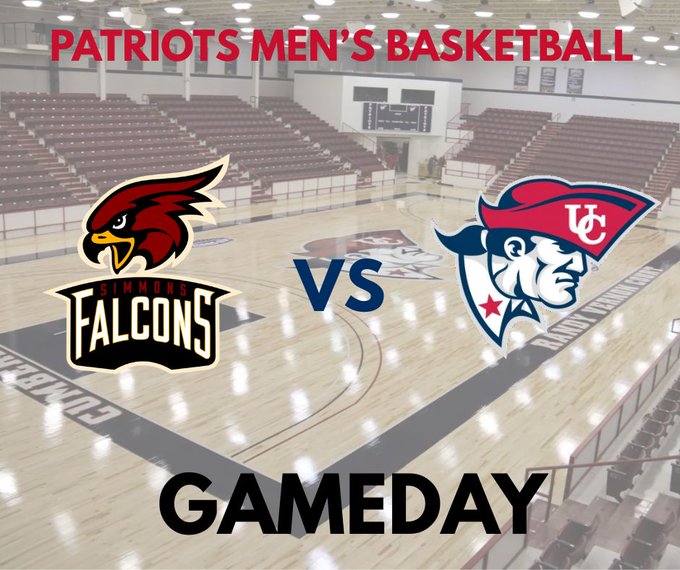 PATRIOTS MEN'S BASKETBALL
SIMMONS
FALCONS
VS
UC
GAMEDAY